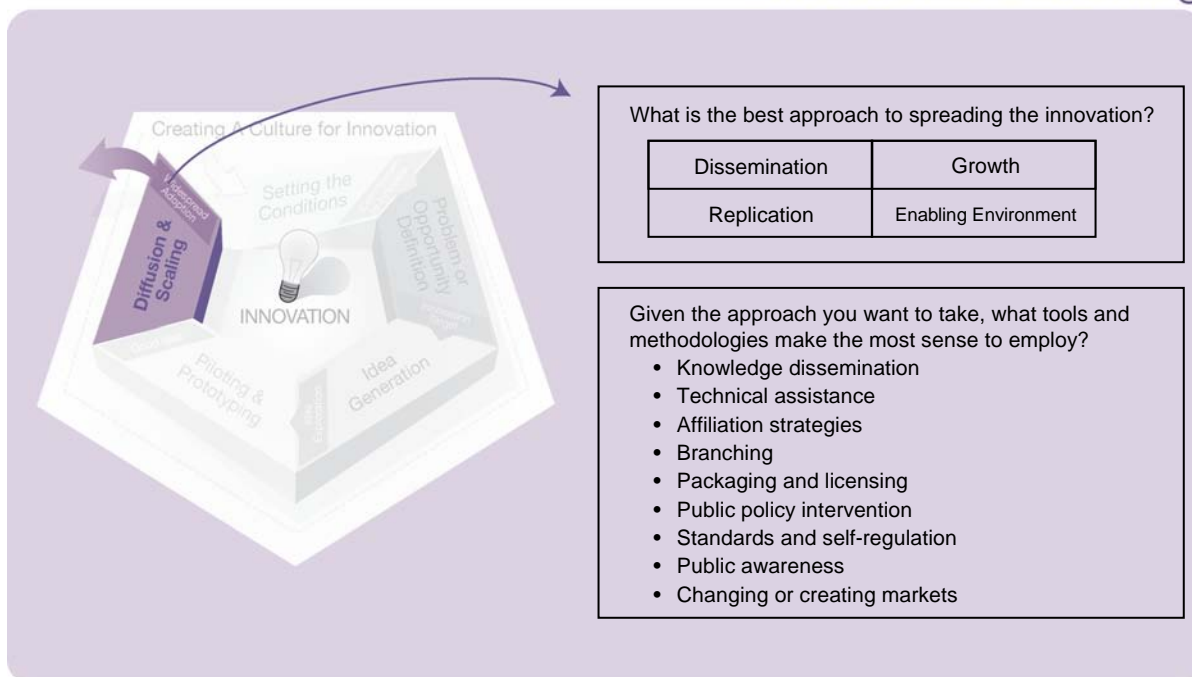 Creating A Culture for Innovation
Setting the
Conditions
Problem or
Opportunity
Definition
Idea
Generation
Piloting &
Prototyping
Diffusion &
Scaling
Widespread
Adoption
INNOVATION
What is the best approach to spreading the innovation?
Dissemination
Growth
Replication
Enabling Environment
Given the approach you want to take, what tools and
methodologies make the most sense to employ?
• Knowledge dissemination
• Technical assistance
• Affiliation strategies
• Branching
• Packaging and licensing
• Public policy intervention
• Standards and self-regulation
• Public awareness
• Changing or creating markets